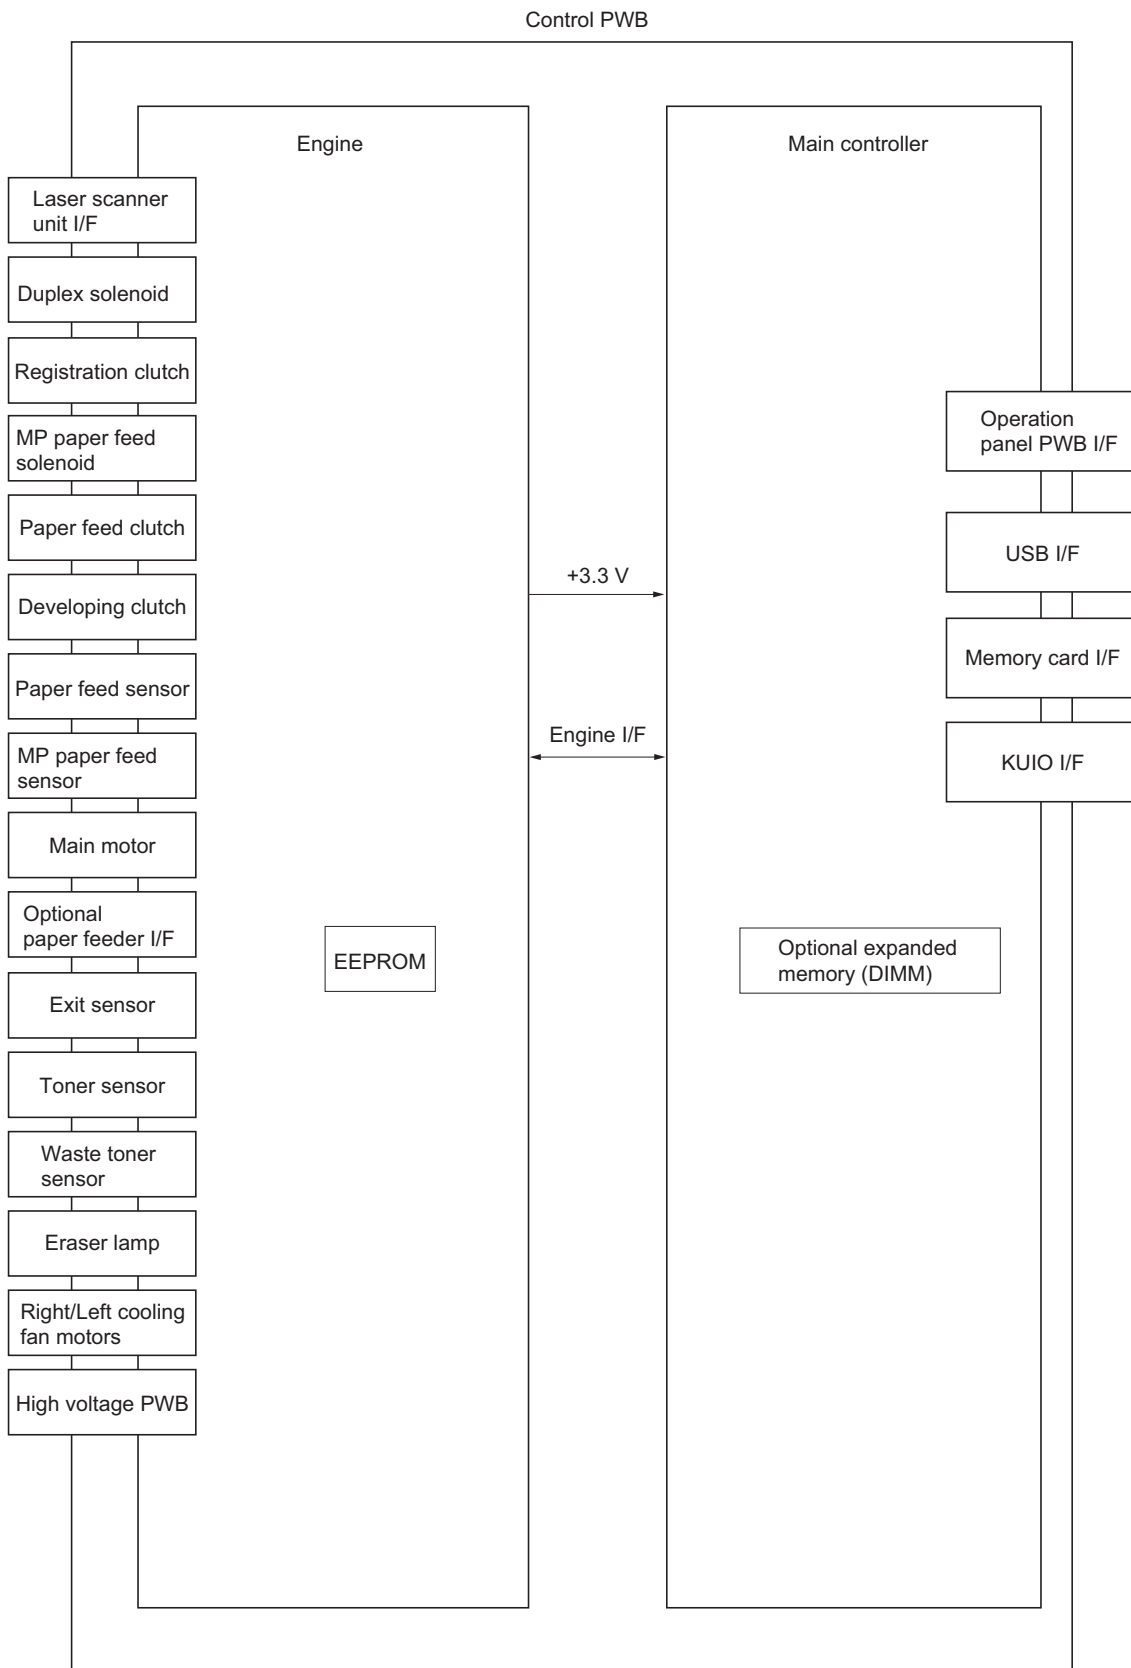 Control PWB
Engine
Main controller
Laser scanner
unit I/F
Duplex solenoid
Registration clutch
MP paper feed
solenoid
Paper feed clutch
Developing clutch
Paper feed sensor
MP paper feed
sensor
Main motor
Optional
paper feeder I/F
Exit sensor
Toner sensor
Waste toner
sensor
Eraser lamp
Right/Left cooling
fan motors
High voltage PWB
+3.3 V
Engine I/F
EEPROM
Optional expanded
memory (DIMM)
Operation
panel PWB I/F
USB I/F
Memory card I/F
KUIO I/F